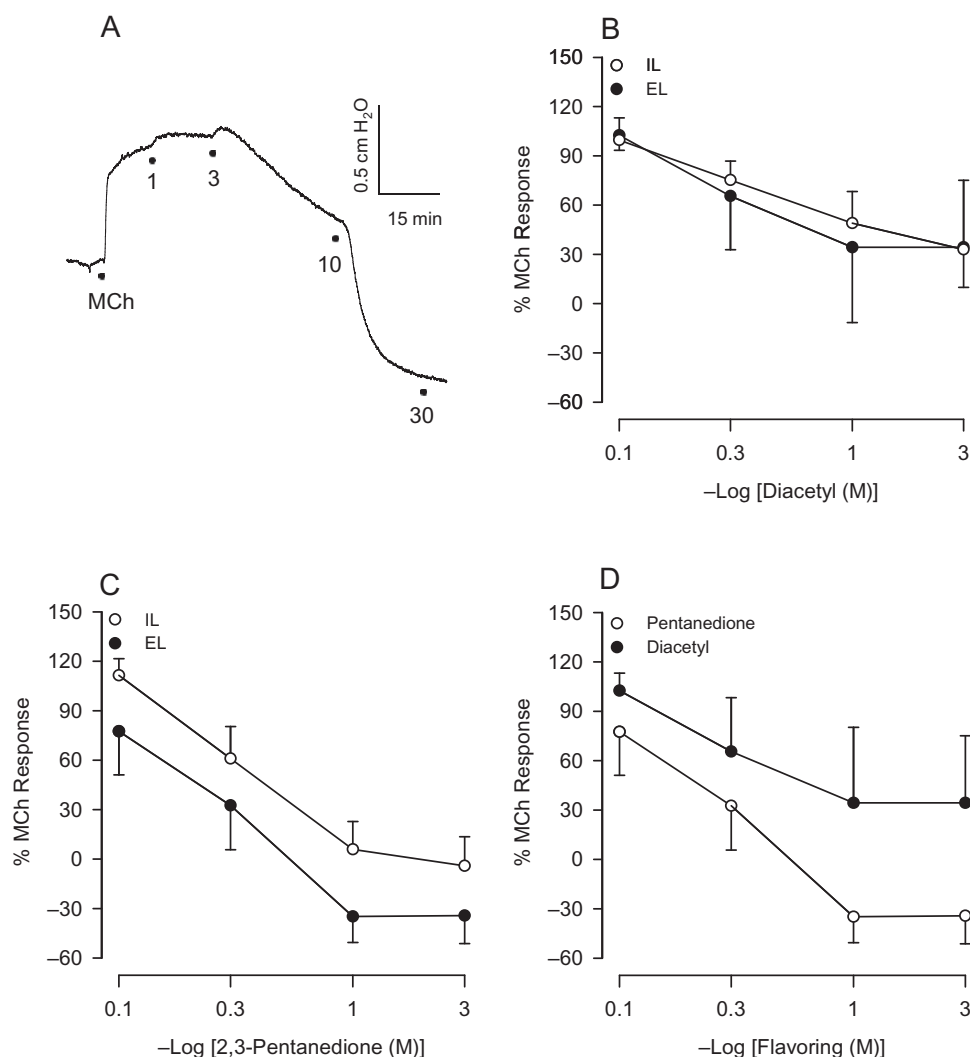 A
0.5 cm H₂O
15 min
MCh
1
3
10
30
B
IL
EL
% MCh Response
150
120
90
60
30
0
–30
–60
0.1
0.3
1
3
–Log [Diacetyl (M)]
C
IL
EL
% MCh Response
150
120
90
60
30
0
–30
–60
0.1
0.3
1
3
–Log [2,3-Pentanedione (M)]
D
Pentanedione
Diacetyl
% MCh Response
150
120
90
60
30
0
–30
–60
0.1
0.3
1
3
–Log [Flavoring (M)]